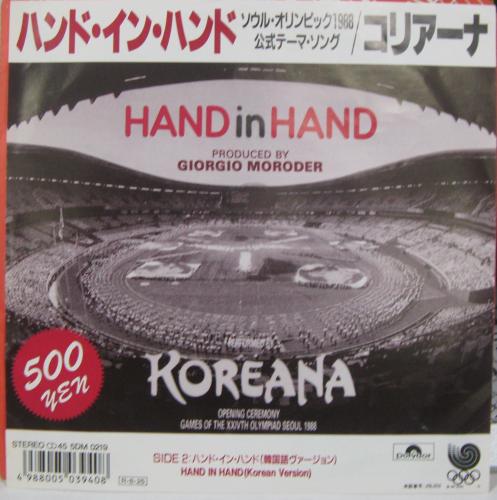 ハンド・イン・ハンド
ソウル・オリンピック1988
公式テーマ・ソング
/コリアーナ
HAND in HAND
PRODUCED BY
GIORGIO MORODER
500
YEN
PERFORMED BY
KOREANA
OPENING CEREMONY
GAMES OF THE XXIVTH OLYMPIAD SEOUL 1988
STEREO 45 5DM 0219
SIDE 2:ハンド・イン・ハンド(韓国語ヴァージョン)
HAND IN HAND(Korean Version)
4 988005 039408
R-6-25
polydor